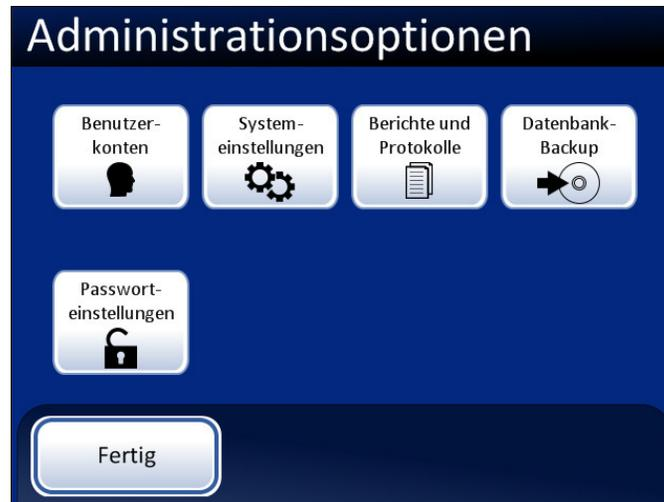 Administrationsoptionen
Benutzer-
konten
System-
einstellungen
Berichte und
Protokolle
Datenbank-
Backup
Passwort-
einstellungen
Fertig